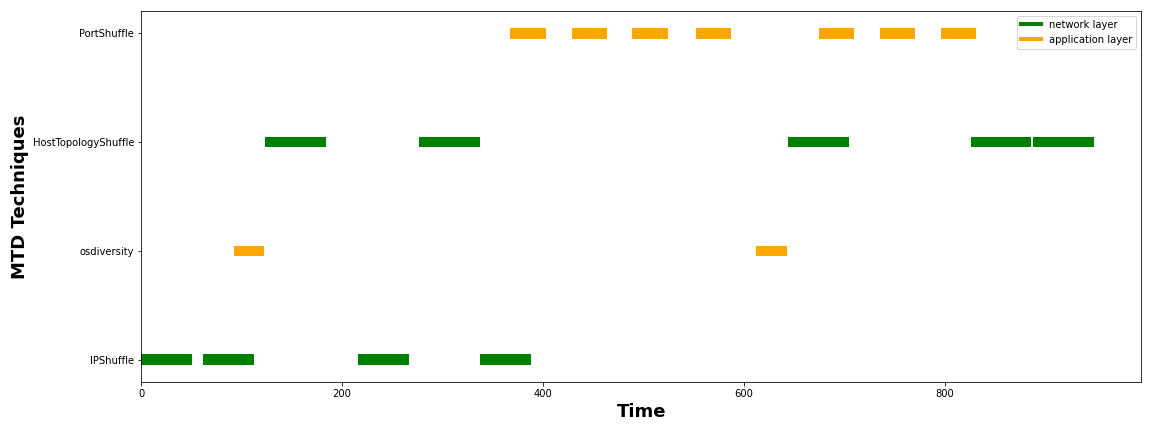 PortShuffle
HostTopologyShuffle
osdiversity
IPShuffle
MTD Techniques
network layer
application layer
0 200 400 600 800
Time